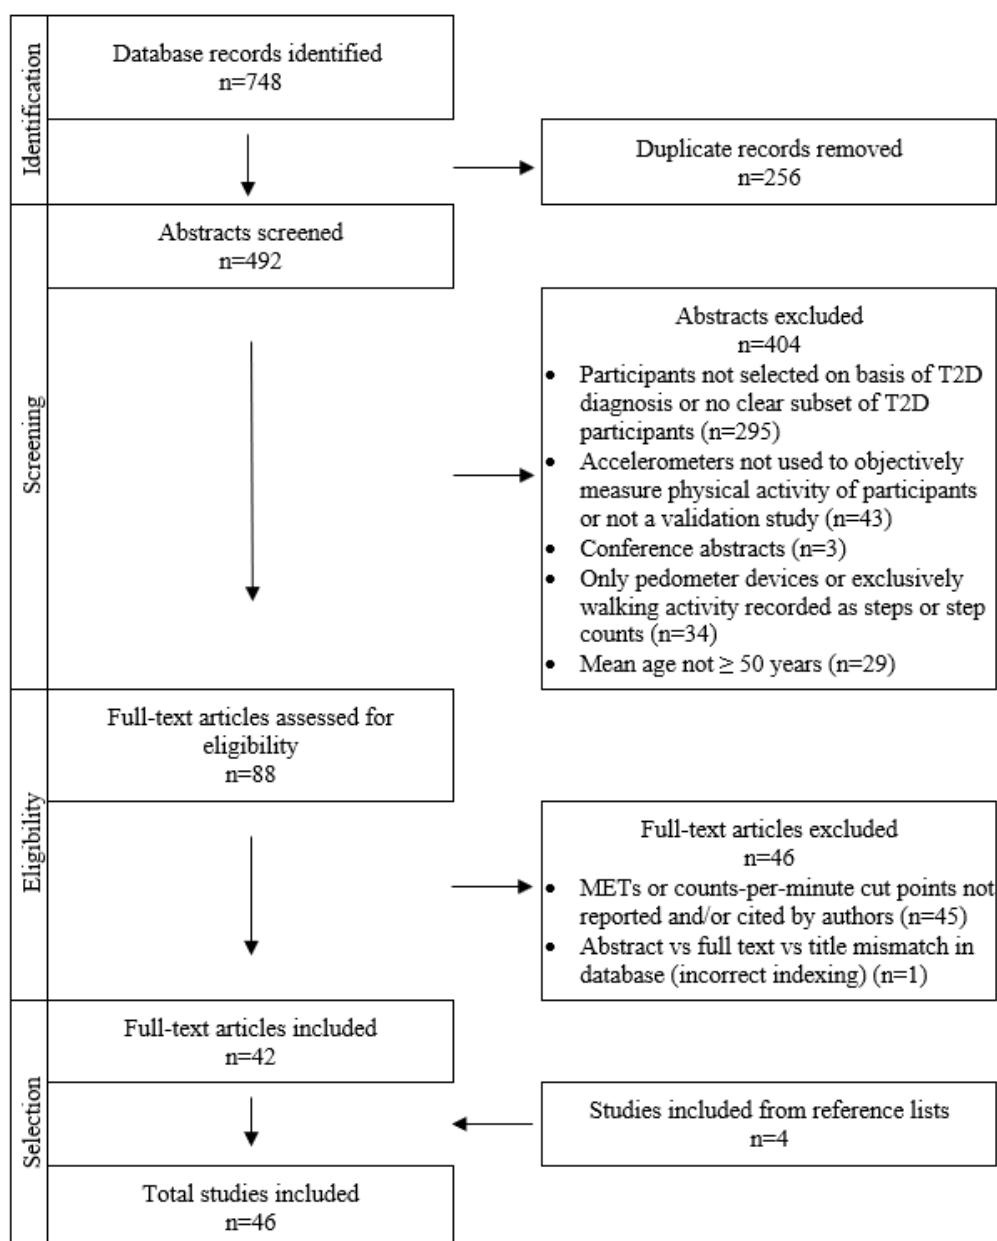 Identification
Database records identified
n=748
Duplicate records removed
n=256
Screening
Abstracts screened
n=492
Abstracts excluded
n=404
• Participants not selected on basis of T2D
diagnosis or no clear subset of T2D
participants (n=295)
• Accelerometers not used to objectively
measure physical activity of participants
or not a validation study (n=43)
• Conference abstracts (n=3)
• Only pedometer devices or exclusively
walking activity recorded as steps or step
counts (n=34)
• Mean age not ≥ 50 years (n=29)
Eligibility
Full-text articles assessed for
eligibility
n=88
Full-text articles excluded
n=46
• METs or counts-per-minute cut points not
reported and/or cited by authors (n=45)
• Abstract vs full text vs title mismatch in
database (incorrect indexing) (n=1)
Selection
Full-text articles included
n=42
Studies included from reference lists
n=4
Total studies included
n=46